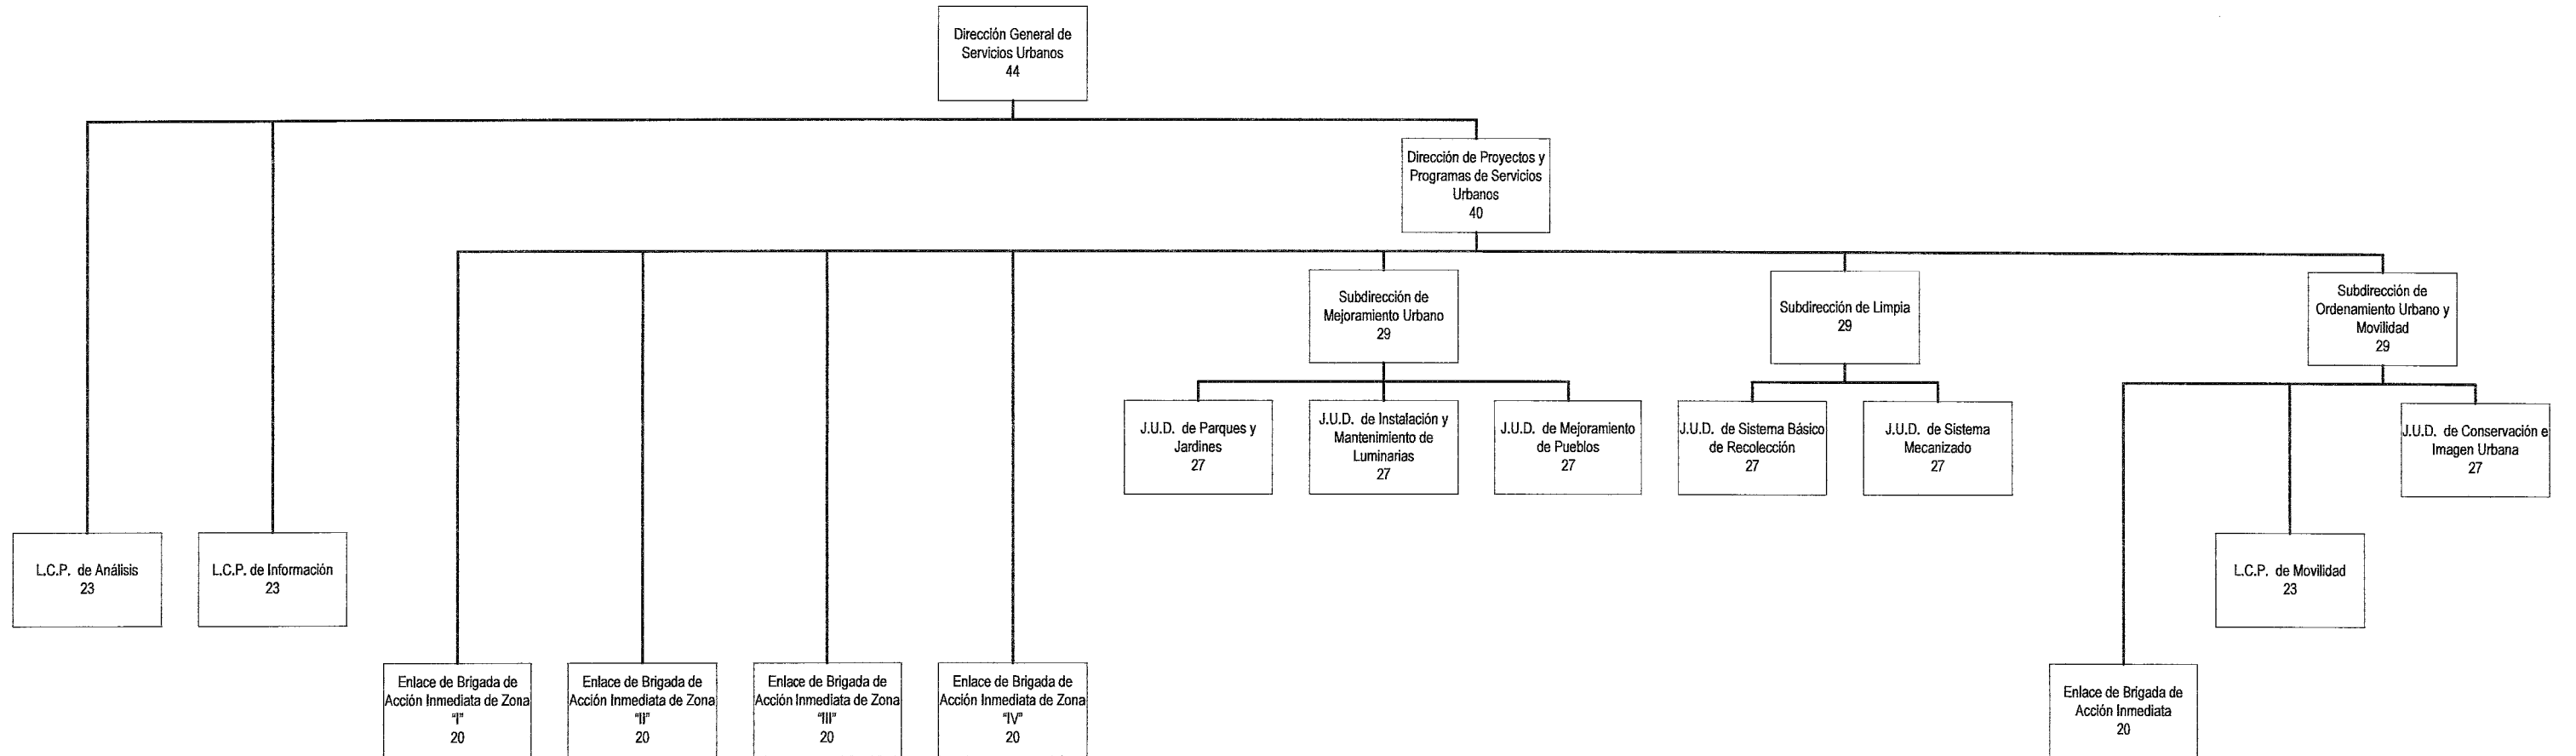 Dirección General de
Servicios Urbanos
44
Dirección de Proyectos y
Programas de Servicios
Urbanos
40
Subdirección de
Mejoramiento Urbano
29
Subdirección de Limpia
29
Subdirección de
Ordenamiento Urbano y
Movilidad
29
J.U.D. de Parques y
Jardines
27
J.U.D. de Instalación y
Mantenimiento de
Luminarias
27
J.U.D. de Mejoramiento
de Pueblos
27
J.U.D. de Sistema Básico
de Recolección
27
J.U.D. de Sistema
Mecanizado
27
J.U.D. de Conservación e
Imagen Urbana
27
L.C.P. de Análisis
23
L.C.P. de Información
23
L.C.P. de Movilidad
23
Enlace de Brigada de
Acción Inmediata de Zona
"I"
20
Enlace de Brigada de
Acción Inmediata de Zona
"II"
20
Enlace de Brigada de
Acción Inmediata de Zona
"III"
20
Enlace de Brigada de
Acción Inmediata de Zona
"IV"
20
Enlace de Brigada de
Acción Inmediata
20